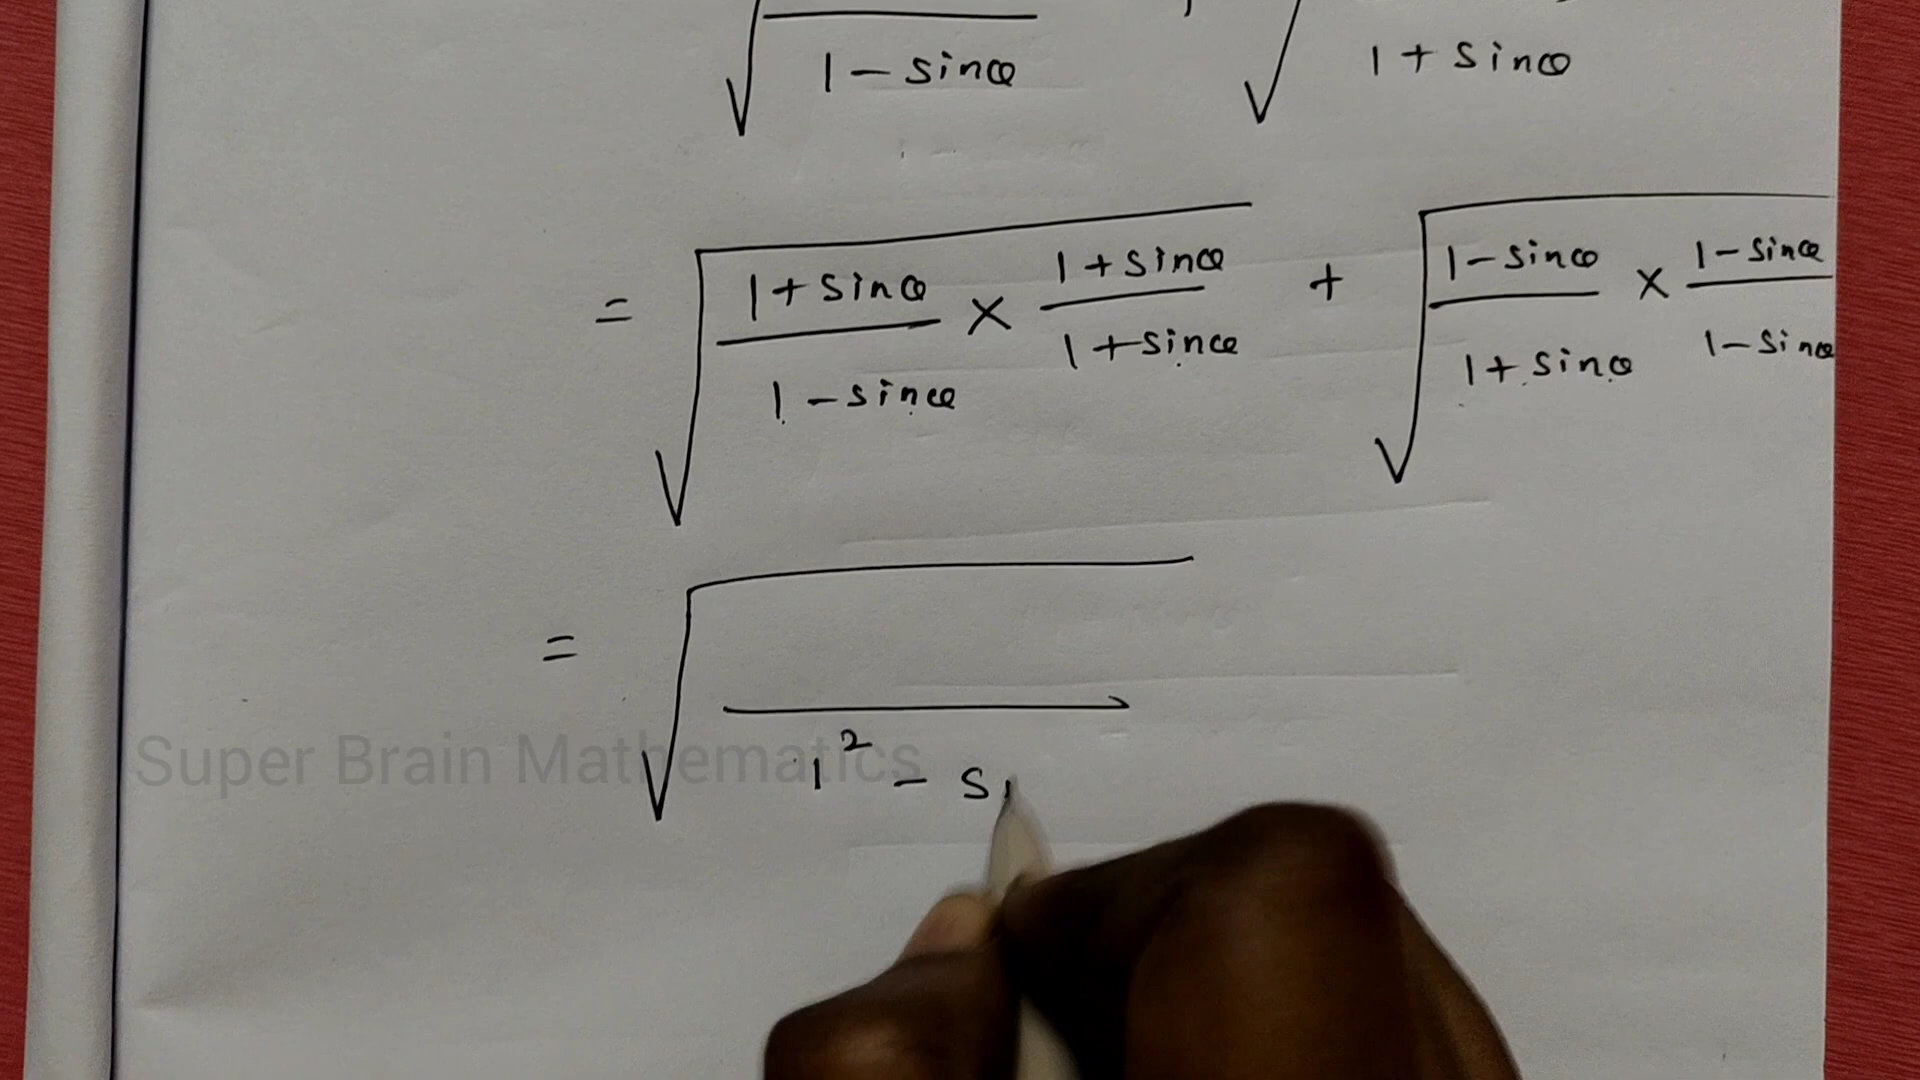 √ 1 - sinθ √ 1 + sinθ
= √ 1 + sinθ / 1 - sinθ × 1 + sinθ / 1 + sinθ + √ 1 - sinθ / 1 + sinθ × 1 - sinθ / 1 - sinθ
= √ 1² - si
Super Brain Mathematics